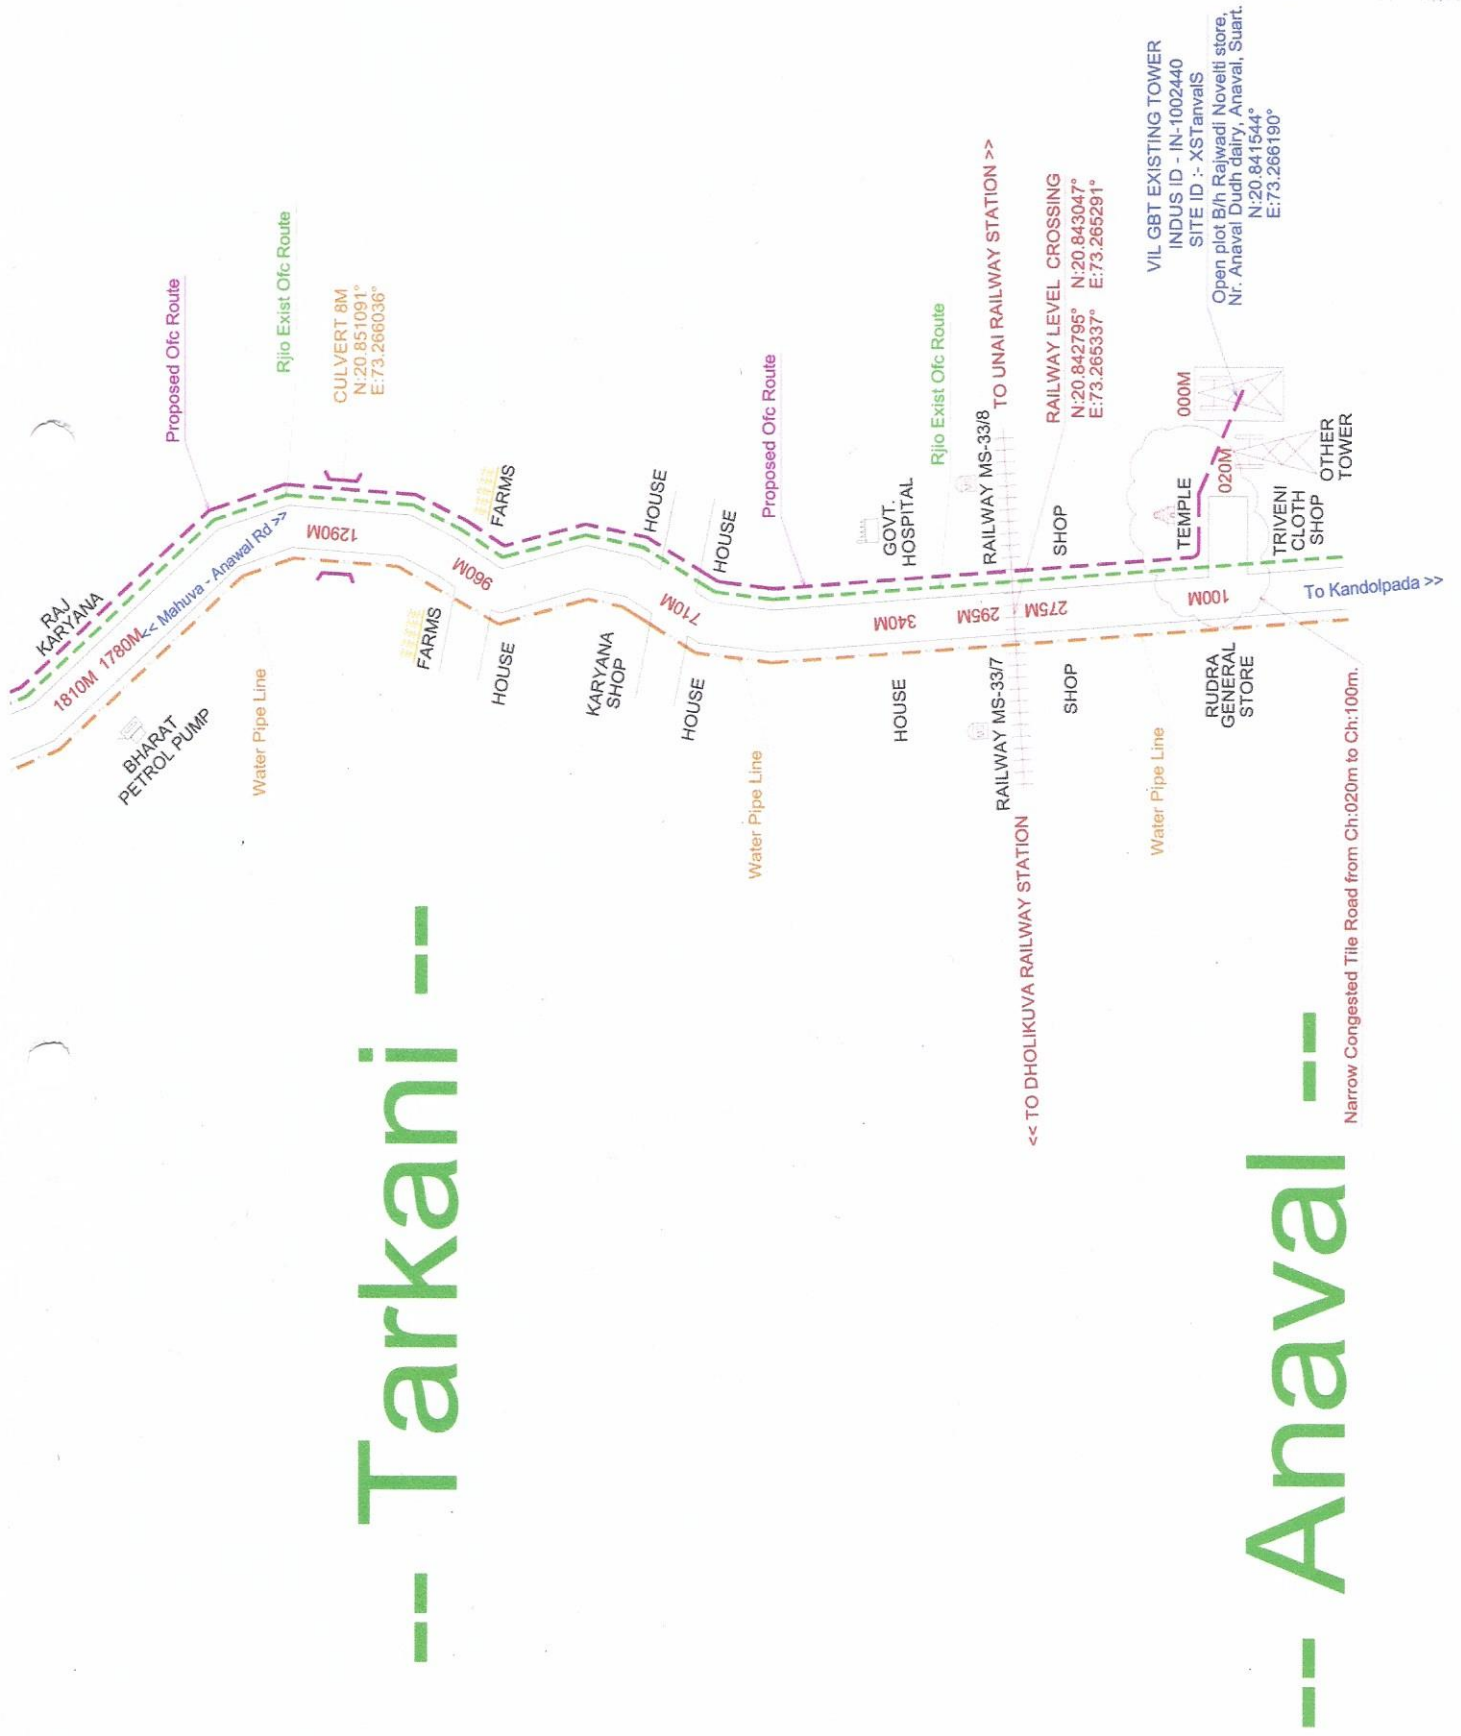 RAJ
KARYANA
1810M
1780M
<< Mahuva - Anawal Rd >>
BHARAT
PETROL PUMP
Proposed Ofc Route
Rjio Exist Ofc Route
CULVERT 8M
N:20.851091°
E:73.266036°
1290M
Water Pipe Line
FARMS
960M
FARMS
HOUSE
HOUSE
KARYANA
SHOP
HOUSE
710M
HOUSE
Proposed Ofc Route
Water Pipe Line
GOVT.
HOSPITAL
Rjio Exist Ofc Route
340M
HOUSE
RAILWAY MS-33/8
TO UNAI RAILWAY STATION >>
295M
RAILWAY MS-33/7
<< TO DHOLIKUVA RAILWAY STATION
275M
RAILWAY LEVEL CROSSING
N:20.842795° N:20.843047°
E:73.265337° E:73.265291°
SHOP
SHOP
Water Pipe Line
VIL GBT EXISTING TOWER
INDUS ID - IN-1002440
SITE ID :- XSTanvalS
Open plot B/h Rajwadi Novelti store,
Nr. Anaval Dudh dairy, Anaval, Suart.
N:20.841544°
E:73.266190°
000M
020M
TEMPLE
100M
OTHER
TOWER
TRIVENI
CLOTH
SHOP
RUDRA
GENERAL
STORE
To Kandolpada >>
Narrow Congested Tile Road from Ch:020m to Ch:100m.
-- Tarkani --
-- Anaval --